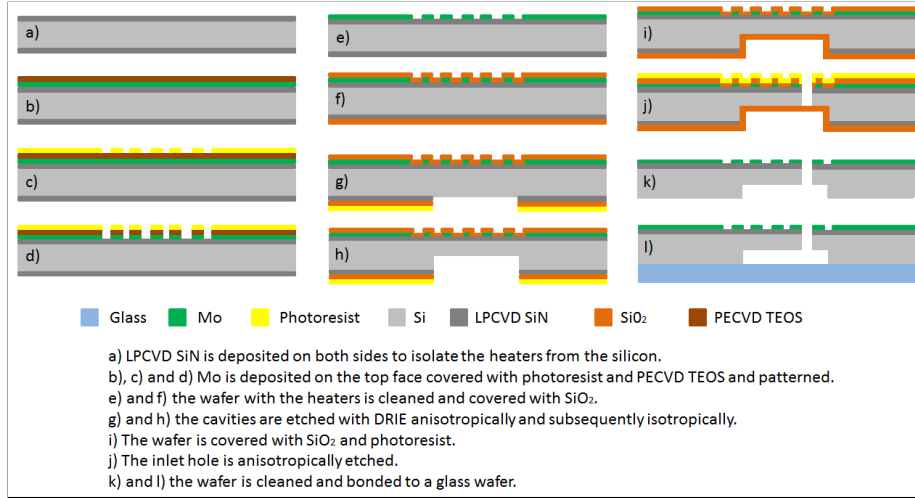 a)
b)
c)
d)
e)
f)
g)
h)
i)
j)
k)
l)
Glass Mo Photoresist Si LPCVD SiN Si0₂ PECVD TEOS
a) LPCVD SiN is deposited on both sides to isolate the heaters from the silicon.
b), c) and d) Mo is deposited on the top face covered with photoresist and PECVD TEOS and patterned.
e) and f) the wafer with the heaters is cleaned and covered with SiO₂.
g) and h) the cavities are etched with DRIE anisotropically and subsequently isotropically.
i) The wafer is covered with SiO₂ and photoresist.
j) The inlet hole is anisotropically etched.
k) and l) the wafer is cleaned and bonded to a glass wafer.